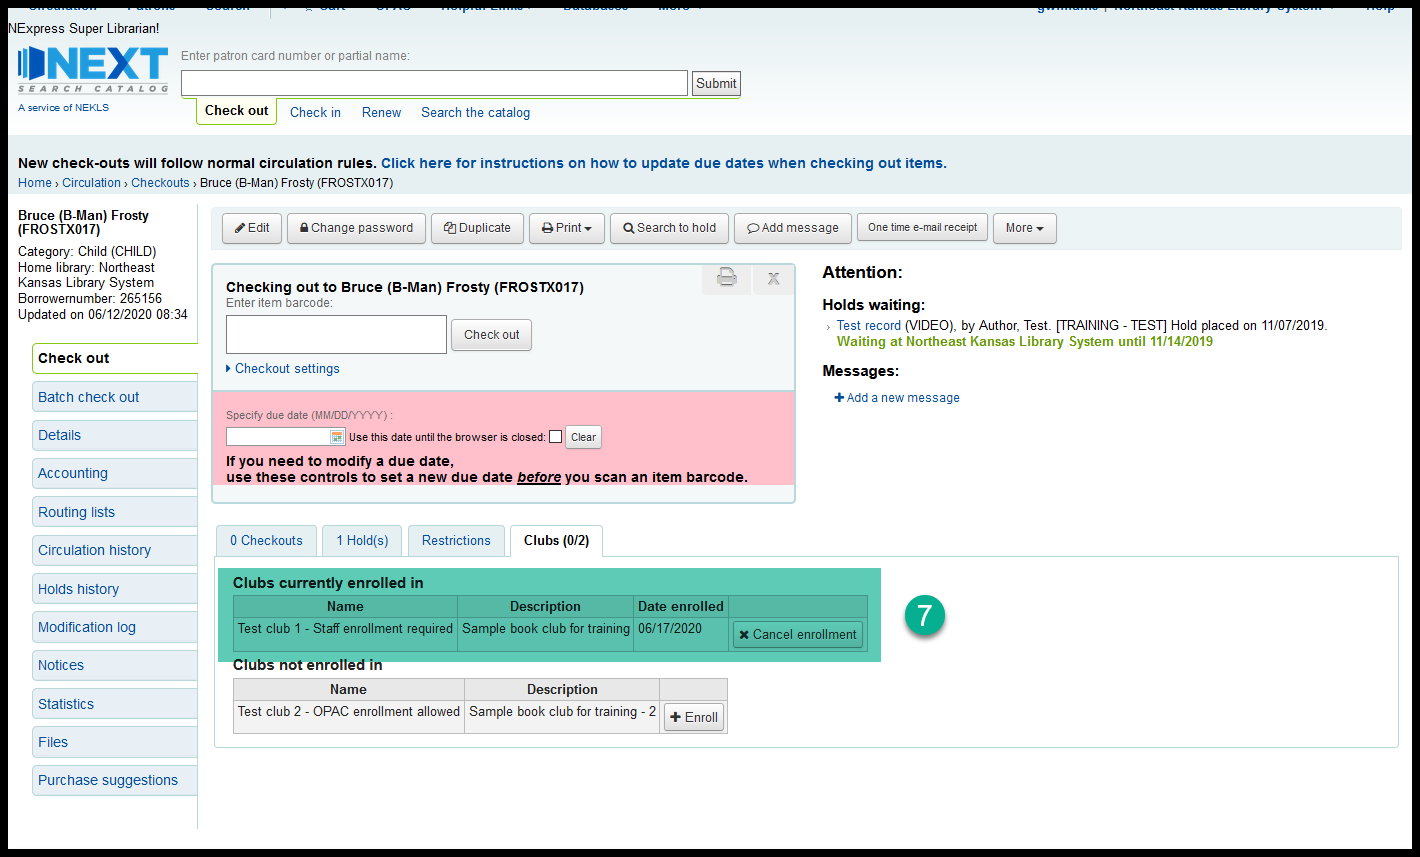 NExpress Super Librarian!
NEXT
SEARCH CATALOG
A service of NEKLS
Enter patron card number or partial name:
Submit
Check out Check in Renew Search the catalog
New check-outs will follow normal circulation rules. Click here for instructions on how to update due dates when checking out items.
Home › Circulation › Checkouts › Bruce (B-Man) Frosty (FROSTX017)
Bruce (B-Man) Frosty
(FROSTX017)
Category: Child (CHILD)
Home library: Northeast
Kansas Library System
Borrowernumber: 265156
Updated on 06/12/2020 08:34
Check out
Batch check out
Details
Accounting
Routing lists
Circulation history
Holds history
Modification log
Notices
Statistics
Files
Purchase suggestions
Edit Change password Duplicate Print Search to hold Add message One time e-mail receipt More
Checking out to Bruce (B-Man) Frosty (FROSTX017)
X
Enter item barcode:
Check out
Checkout settings
Specify due date (MM/DD/YYYY) :
Use this date until the browser is closed: Clear
If you need to modify a due date,
use these controls to set a new due date before you scan an item barcode.
Attention:
Holds waiting:
› Test record (VIDEO), by Author, Test. [TRAINING - TEST] Hold placed on 11/07/2019.
Waiting at Northeast Kansas Library System until 11/14/2019
Messages:
Add a new message
0 Checkouts 1 Hold(s) Restrictions Clubs (0/2)
Clubs currently enrolled in
Name Description Date enrolled
Test club 1 - Staff enrollment required Sample book club for training 06/17/2020 Cancel enrollment
7
Clubs not enrolled in
Name Description
Test club 2 - OPAC enrollment allowed Sample book club for training - 2 Enroll